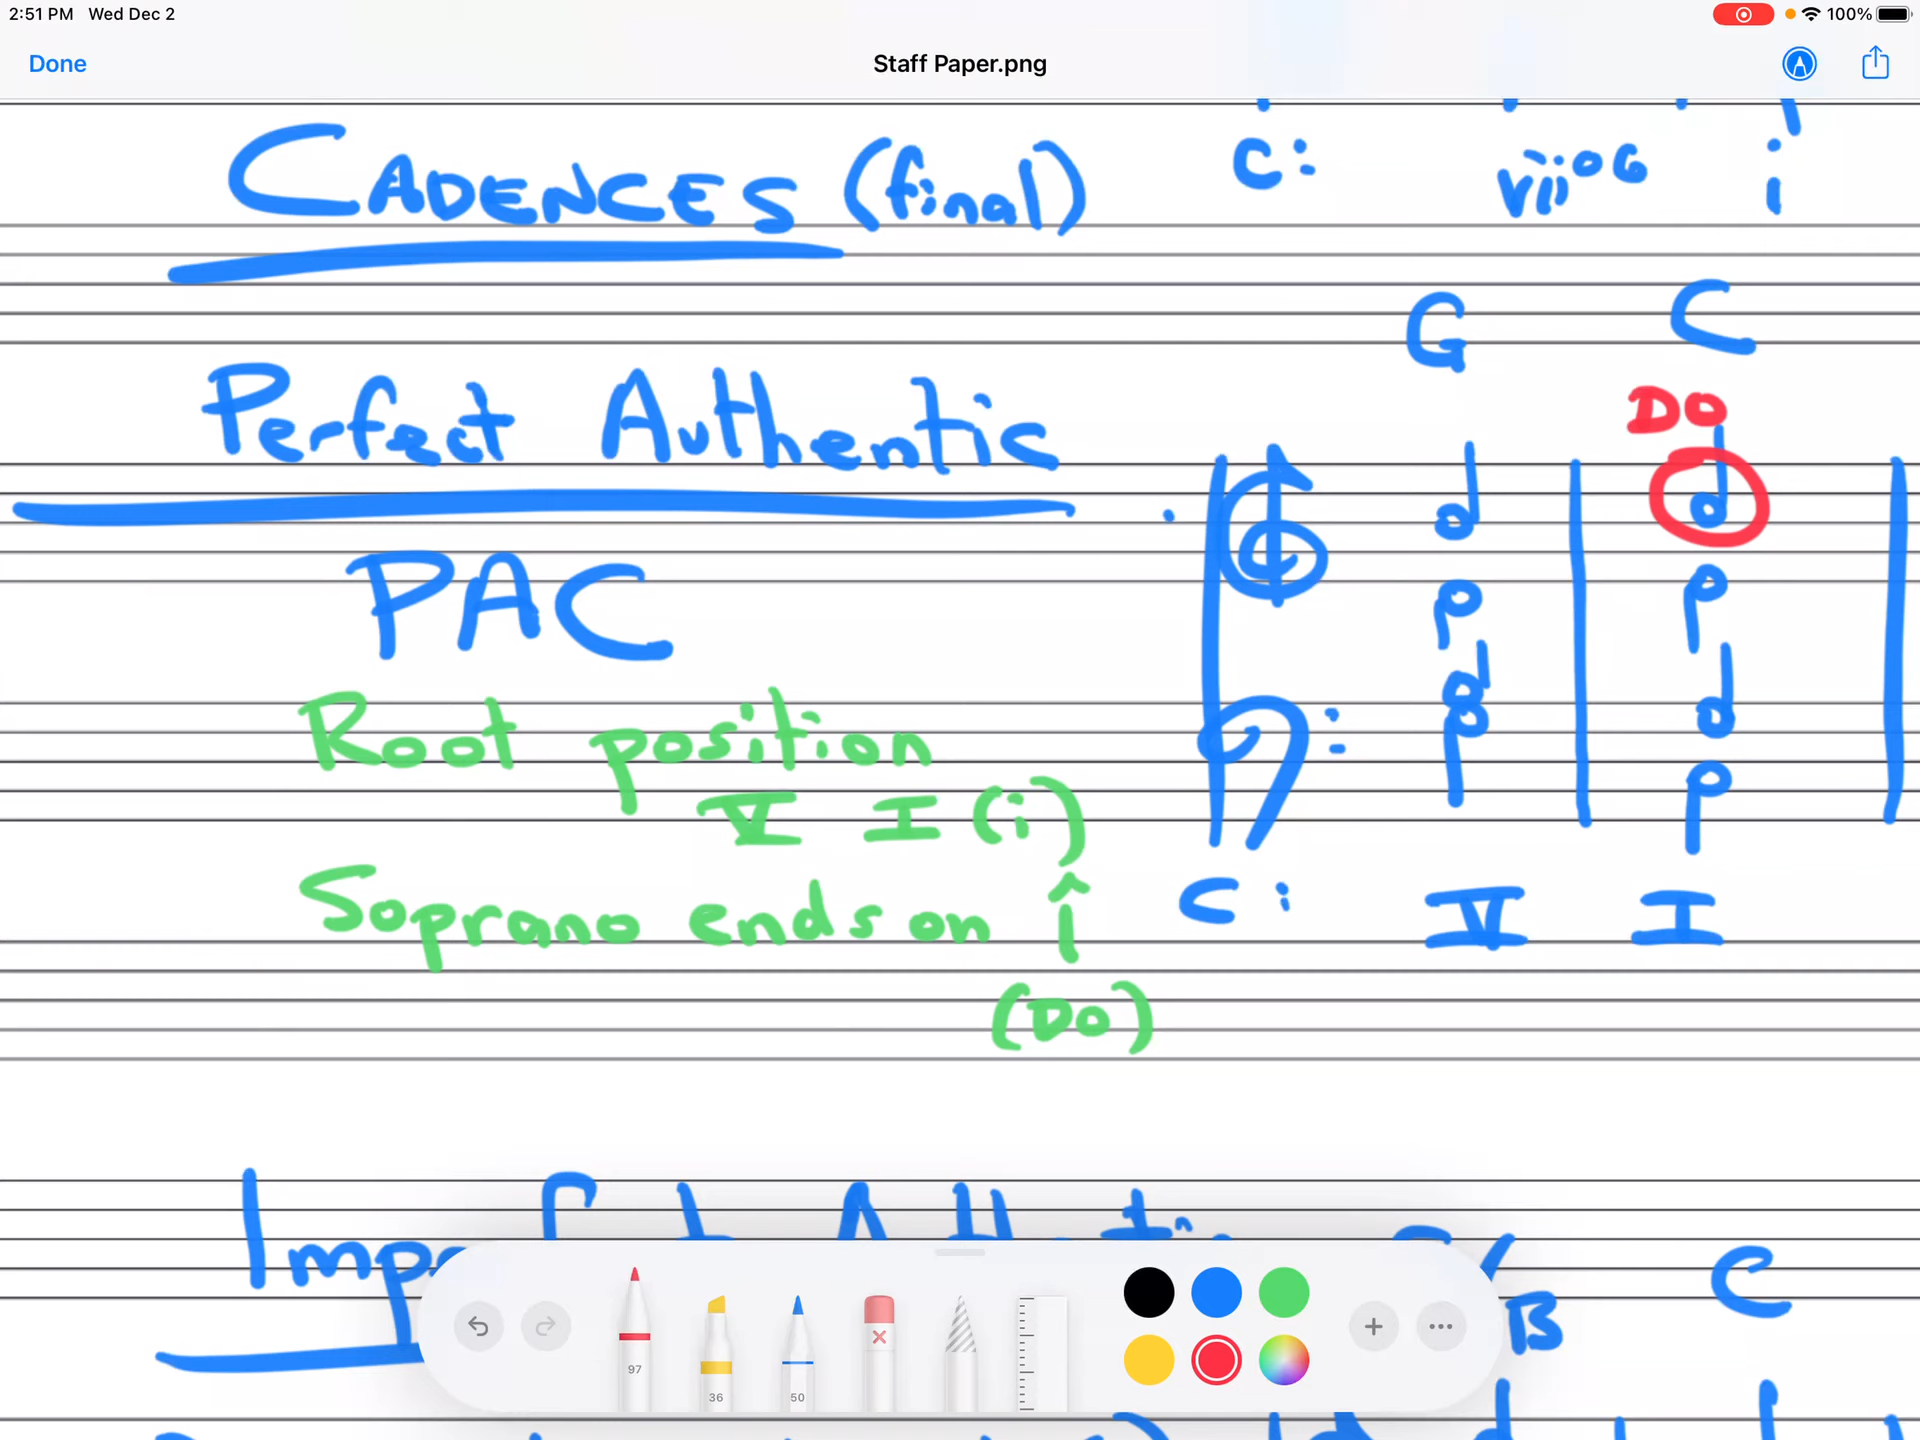 2:51 PM Wed Dec 2 100%
Done Staff Paper.png
CADENCES (final) c: vii°6 i
G C
Perfect Authentic DO
PAC
Root position
V I (i)
Soprano ends on 1̂ C: V I
(DO)
C
B
97 36 50